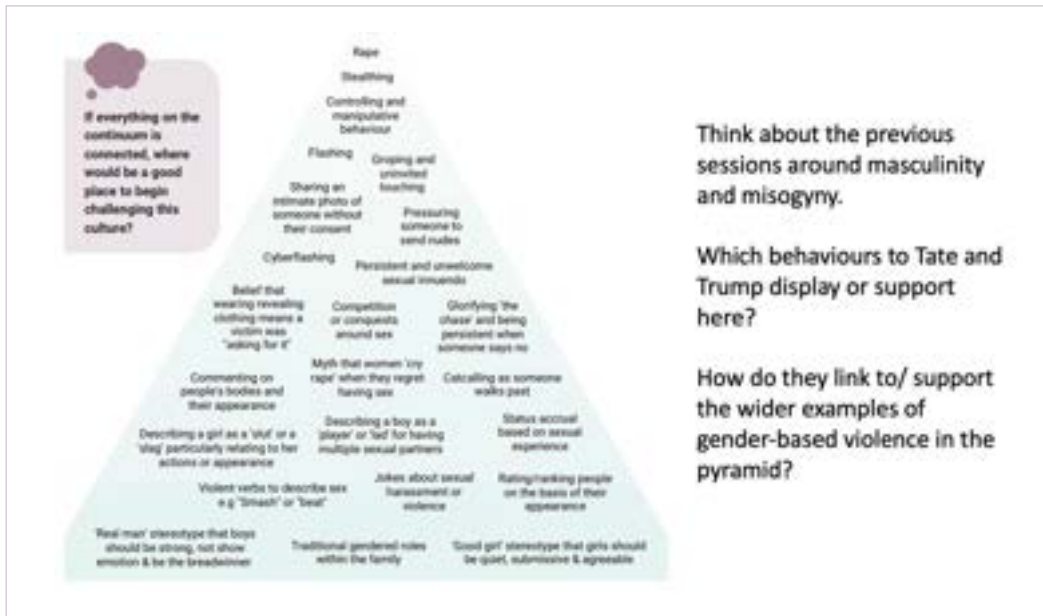 If everything on the
continuum is
connected, where
would be a good
place to begin
challenging this
culture?
Rape
Stealthing
Controlling and
manipulative
behaviour
Flashing
Groping and
uninvited
touching
Sharing an
intimate photo of
someone without
their consent
Pressuring
someone to
send nudes
Cyberflashing
Persistent and unwelcome
sexual innuendo
Belief that
wearing revealing
clothing means a
victim was
"asking for it"
Competition
or conquests
around sex
Glorifying 'the
chase' and being
persistent when
someone says no
Commenting on
people's bodies and
their appearance
Myth that women 'cry
rape' when they regret
having sex
Catcalling as someone
walks past
Describing a girl as a 'slut' or a
'slag' particularly relating to her
actions or appearance
Describing a boy as a
'player' or 'lad' for having
multiple sexual partners
Status accrual
based on sexual
experience
Violent verbs to describe sex
e.g "Smash" or "beat"
Jokes about sexual
harassment or
violence
Rating/ranking people
on the basis of their
appearance
'Real man' stereotype that boys
should be strong, not show
emotion & be the breadwinner
Traditional gendered roles
within the family
'Good girl' stereotype that girls should
be quiet, submissive & agreeable
Think about the previous
sessions around masculinity
and misogyny.
Which behaviours to Tate and
Trump display or support
here?
How do they link to/ support
the wider examples of
gender-based violence in the
pyramid?